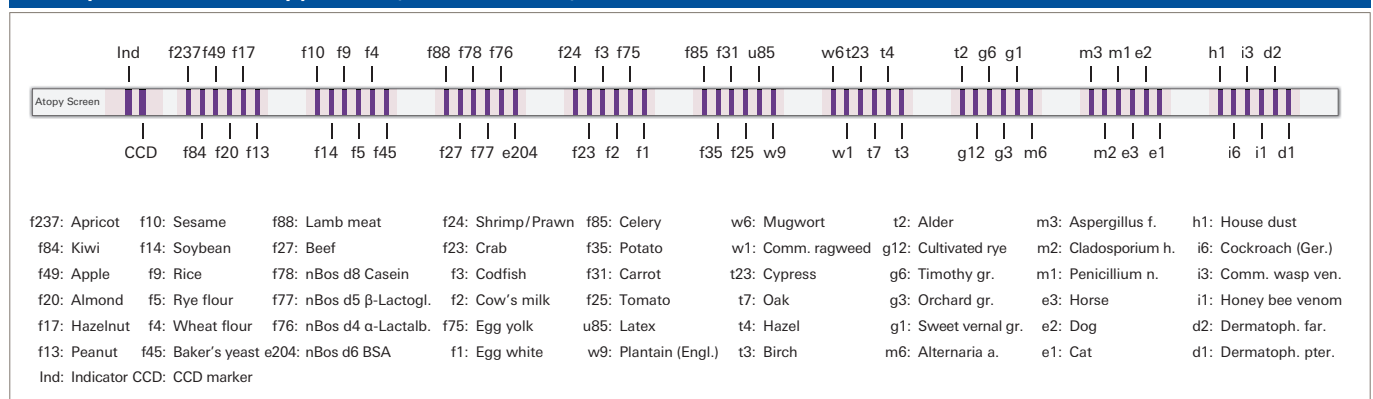 Ind f237 f49 f17 f10 f9 f4 f88 f78 f76 f24 f3 f75 f85 f31 u85 w6 t23 t4 t2 g6 g1 m3 m1 e2 h1 i3 d2
Atopy Screen
CCD f84 f20 f13 f14 f5 f45 f27 f77 e204 f23 f2 f1 f35 f25 w9 w1 t7 t3 g12 g3 m6 m2 e3 e1 i6 i1 d1
f237: Apricot f10: Sesame f88: Lamb meat f24: Shrimp/Prawn f85: Celery w6: Mugwort t2: Alder m3: Aspergillus f. h1: House dust
f84: Kiwi f14: Soybean f27: Beef f23: Crab f35: Potato w1: Comm. ragweed g12: Cultivated rye m2: Cladosporium h. i6: Cockroach (Ger.)
f49: Apple f9: Rice f78: nBos d8 Casein f3: Codfish f31: Carrot t23: Cypress g6: Timothy gr. m1: Penicillium n. i3: Comm. wasp ven.
f20: Almond f5: Rye flour f77: nBos d5 β-Lactogl. f2: Cow's milk f25: Tomato t7: Oak g3: Orchard gr. e3: Horse i1: Honey bee venom
f17: Hazelnut f4: Wheat flour f76: nBos d4 α-Lactalb. f75: Egg yolk u85: Latex t4: Hazel g1: Sweet vernal gr. e2: Dog d2: Dermatoph. far.
f13: Peanut f45: Baker's yeast e204: nBos d6 BSA f1: Egg white w9: Plantain (Engl.) t3: Birch m6: Alternaria a. e1: Cat d1: Dermatoph. pter.
Ind: Indicator CCD: CCD marker